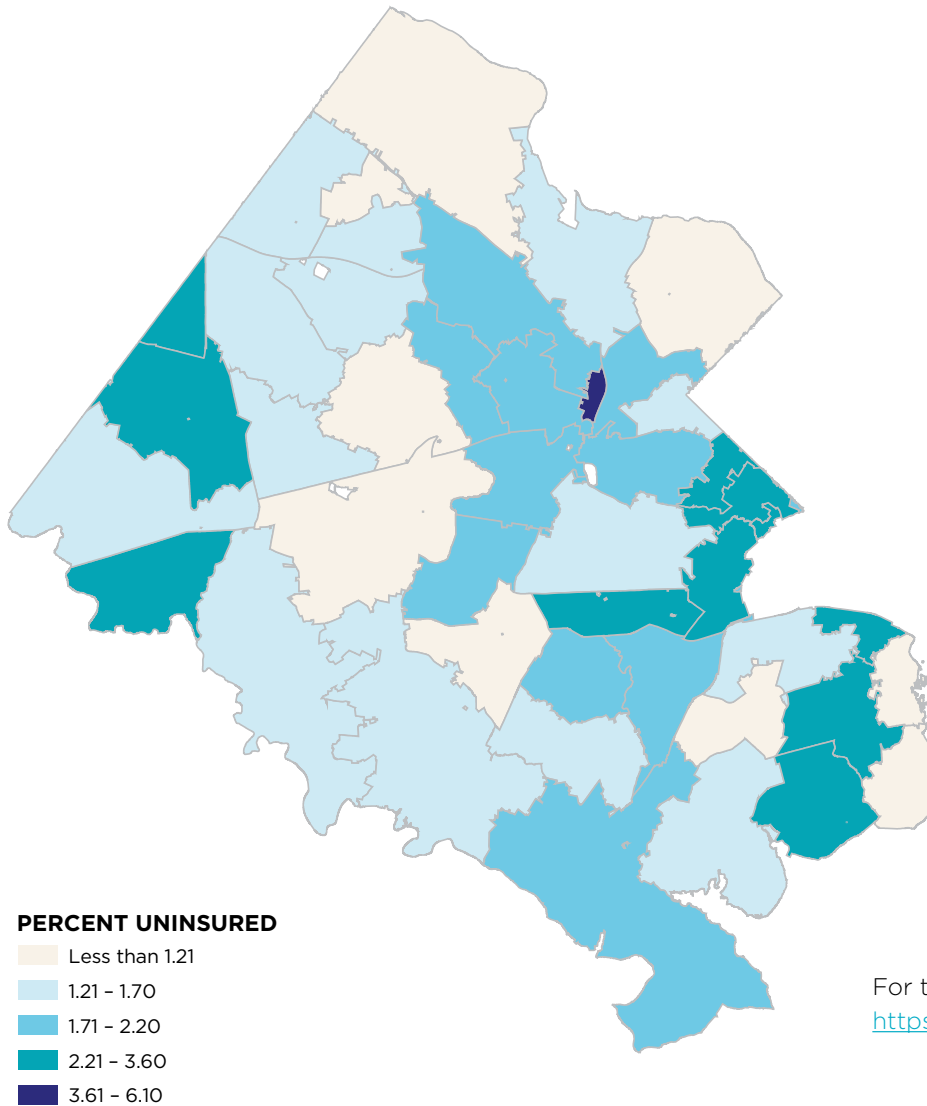 PERCENT UNINSURED
Less than 1.21
1.21 – 1.70
1.71 – 2.20
2.21 – 3.60
3.61 – 6.10
For t
https